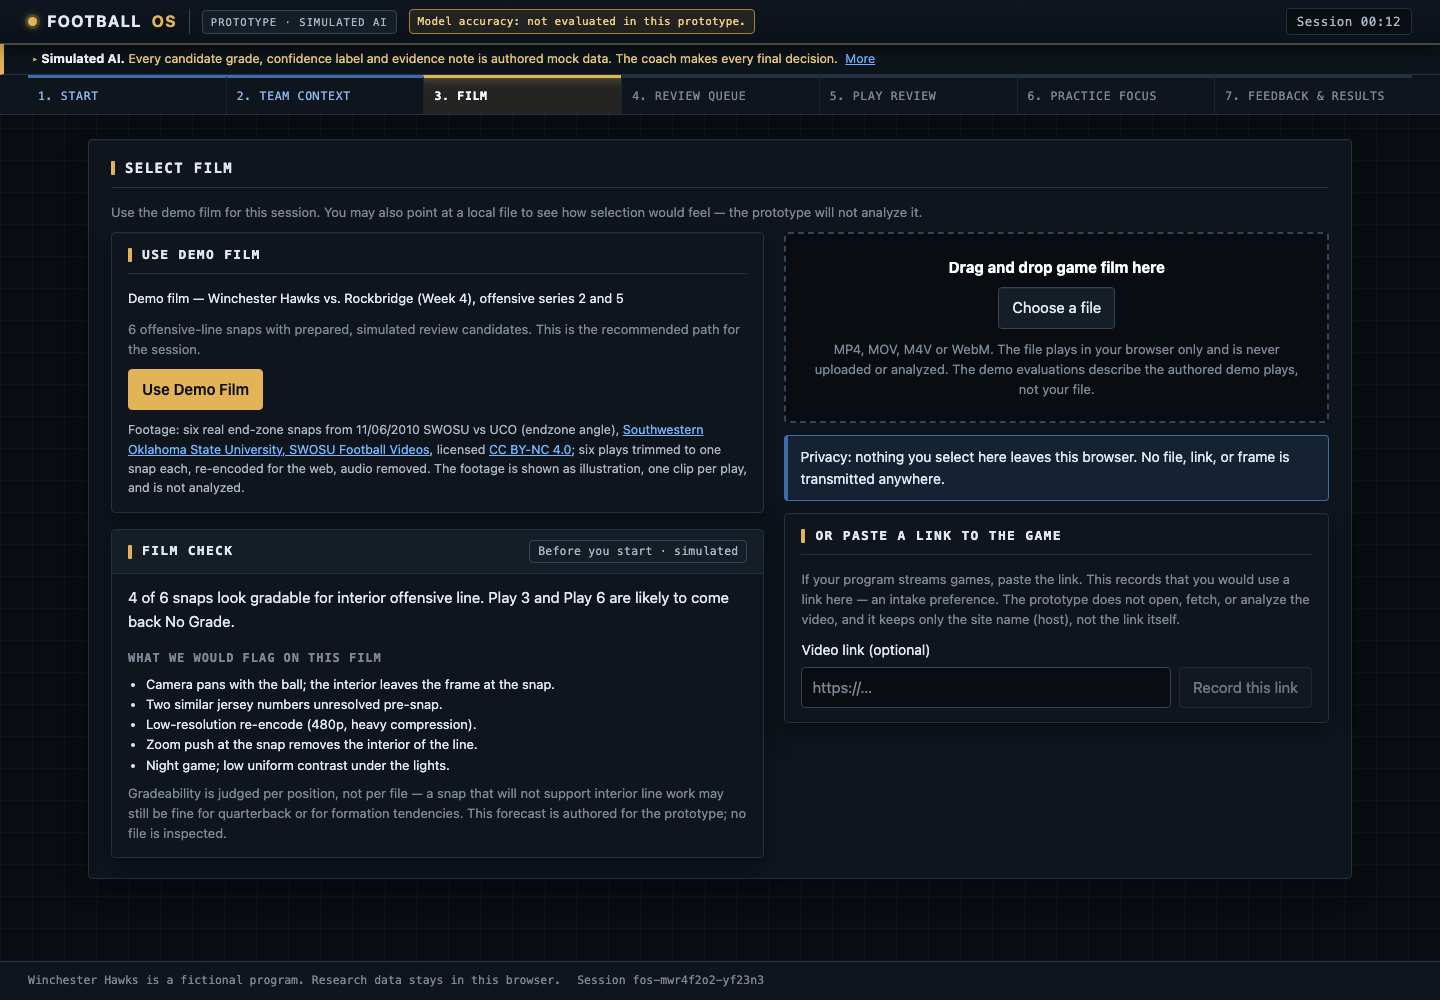 FOOTBALL OS
PROTOTYPE · SIMULATED AI
Model accuracy: not evaluated in this prototype.
Session 00:12
Simulated AI. Every candidate grade, confidence label and evidence note is authored mock data. The coach makes every final decision. More
1. START
2. TEAM CONTEXT
3. FILM
4. REVIEW QUEUE
5. PLAY REVIEW
6. PRACTICE FOCUS
7. FEEDBACK & RESULTS
SELECT FILM
Use the demo film for this session. You may also point at a local file to see how selection would feel — the prototype will not analyze it.
USE DEMO FILM
Demo film — Winchester Hawks vs. Rockbridge (Week 4), offensive series 2 and 5
6 offensive-line snaps with prepared, simulated review candidates. This is the recommended path for
the session.
Use Demo Film
Footage: six real end-zone snaps from 11/06/2010 SWOSU vs UCO (endzone angle), Southwestern
Oklahoma State University, SWOSU Football Videos, licensed CC BY-NC 4.0; six plays trimmed to one
snap each, re-encoded for the web, audio removed. The footage is shown as illustration, one clip per play,
and is not analyzed.
FILM CHECK
Before you start · simulated
4 of 6 snaps look gradable for interior offensive line. Play 3 and Play 6 are likely to come
back No Grade.
WHAT WE WOULD FLAG ON THIS FILM
• Camera pans with the ball; the interior leaves the frame at the snap.
• Two similar jersey numbers unresolved pre-snap.
• Low-resolution re-encode (480p, heavy compression).
• Zoom push at the snap removes the interior of the line.
• Night game; low uniform contrast under the lights.
Gradeability is judged per position, not per file — a snap that will not support interior line work may
still be fine for quarterback or for formation tendencies. This forecast is authored for the prototype; no
file is inspected.
Drag and drop game film here
Choose a file
MP4, MOV, M4V or WebM. The file plays in your browser only and is never
uploaded or analyzed. The demo evaluations describe the authored demo plays,
not your file.
Privacy: nothing you select here leaves this browser. No file, link, or frame is
transmitted anywhere.
OR PASTE A LINK TO THE GAME
If your program streams games, paste the link. This records that you would use a
link here — an intake preference. The prototype does not open, fetch, or analyze the
video, and it keeps only the site name (host), not the link itself.
Video link (optional)
https://...
Record this link
Winchester Hawks is a fictional program. Research data stays in this browser.
Session fos-mwr4f2o2-yf23n3